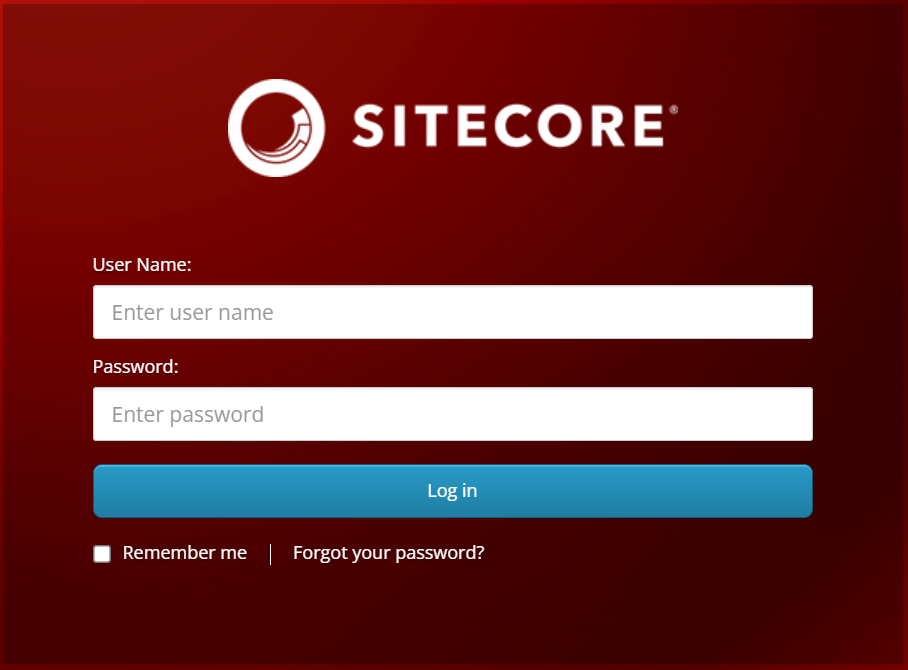 SITECORE®
User Name:
Enter user name
Password:
Enter password
Log in
Remember me | Forgot your password?